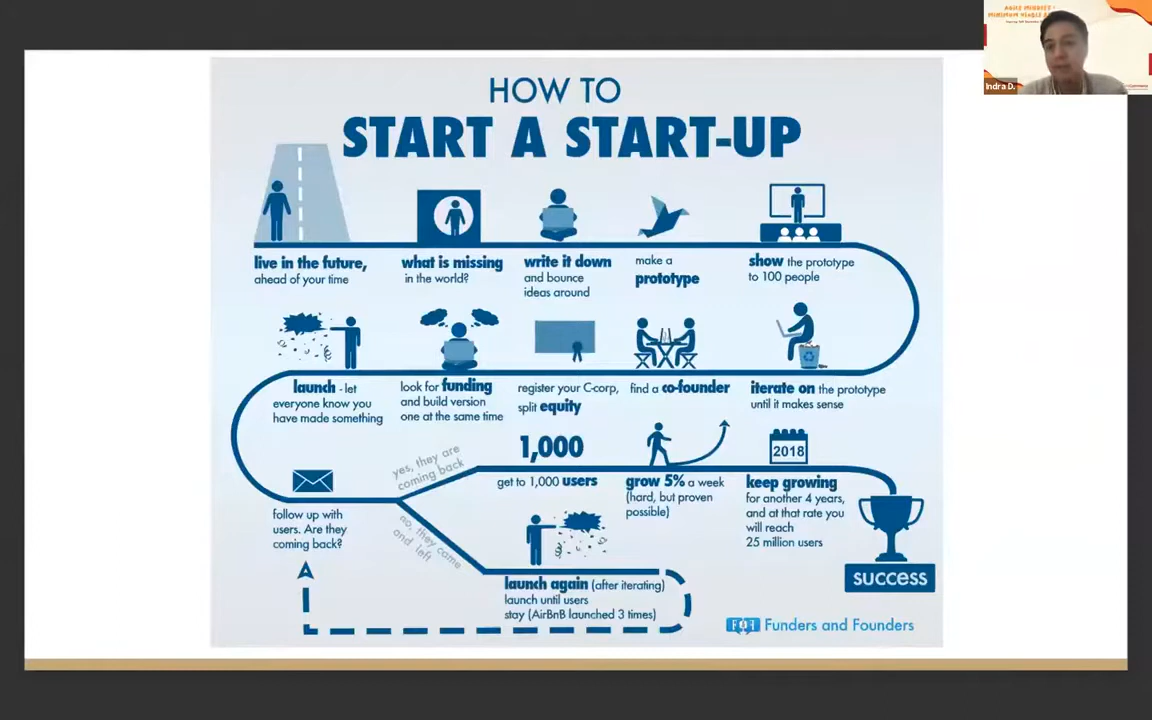 HOW TO
START A START-UP
live in the future,
ahead of your time
what is missing
in the world?
write it down
and bounce
ideas around
make a
prototype
show the prototype
to 100 people
launch - let
everyone know you
have made something
look for funding
and build version
one at the same time
register your C-corp,
split equity
find a co-founder
iterate on the prototype
until it makes sense
follow up with
users. Are they
coming back?
yes, they are
coming back
no, they came
and left
1,000
get to 1,000 users
grow 5% a week
(hard, but proven
possible)
2018
keep growing
for another 4 years,
and at that rate you
will reach
25 million users
success
launch again (after iterating)
launch until users
stay (AirBnB launched 3 times)
Funders and Founders
Indra D.